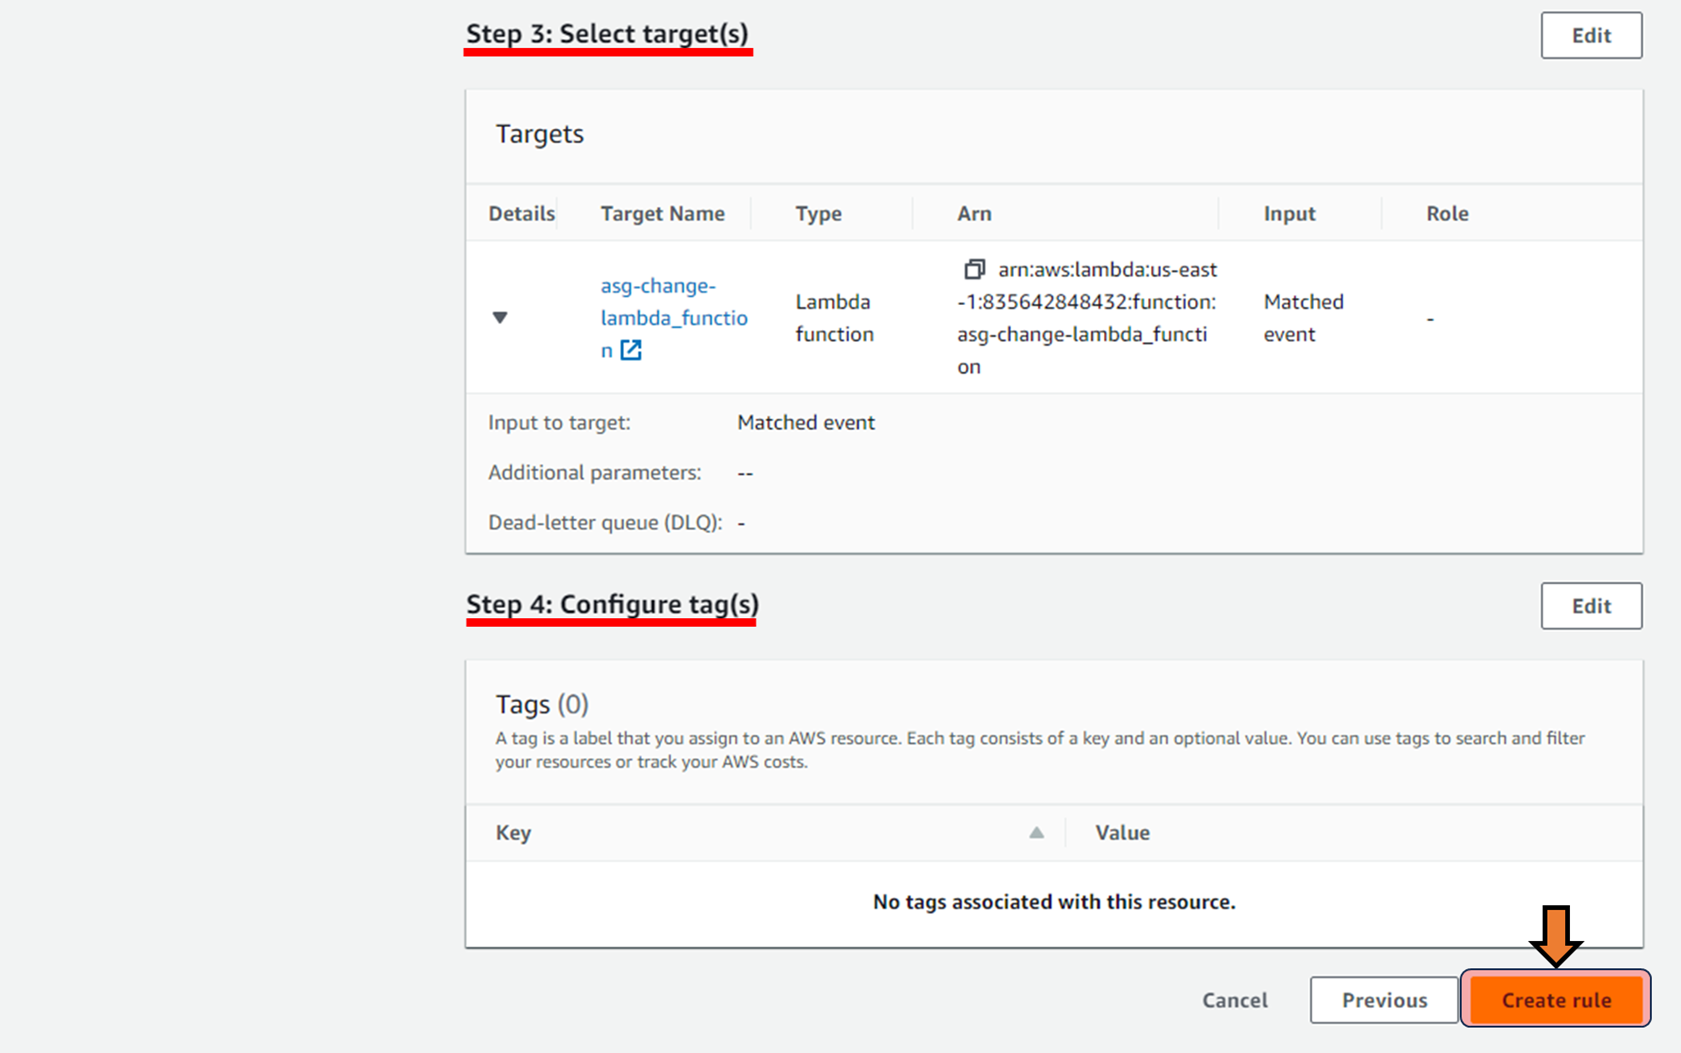 Step 3: Select target(s)
Edit
Targets
Details
Target Name
Type
Arn
Input
Role
asg-change-
lambda_functio
n
Lambda
function
arn:aws:lambda:us-east
-1:835642848432:function:
asg-change-lambda_functi
on
Matched
event
-
Input to target: Matched event
Additional parameters: --
Dead-letter queue (DLQ): -
Step 4: Configure tag(s)
Edit
Tags (0)
A tag is a label that you assign to an AWS resource. Each tag consists of a key and an optional value. You can use tags to search and filter
your resources or track your AWS costs.
Key
Value
No tags associated with this resource.
Cancel
Previous
Create rule